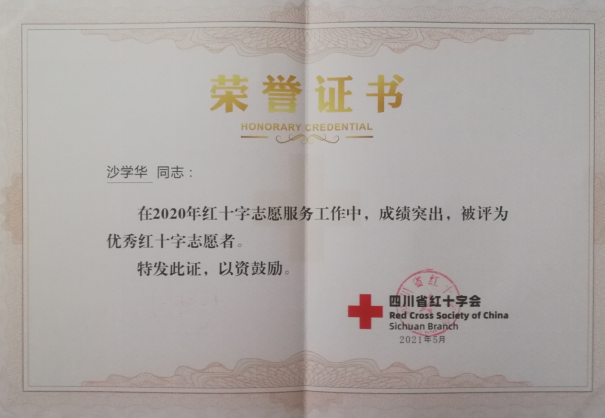 荣誉证书
HONORARY CREDENTIAL
沙学华 同志：
在2020年红十字志愿服务工作中，成绩突出，被评为
优秀红十字志愿者。
特发此证，以资鼓励。
四川省红十字会
Red Cross Society of China
Sichuan Branch
2021年5月